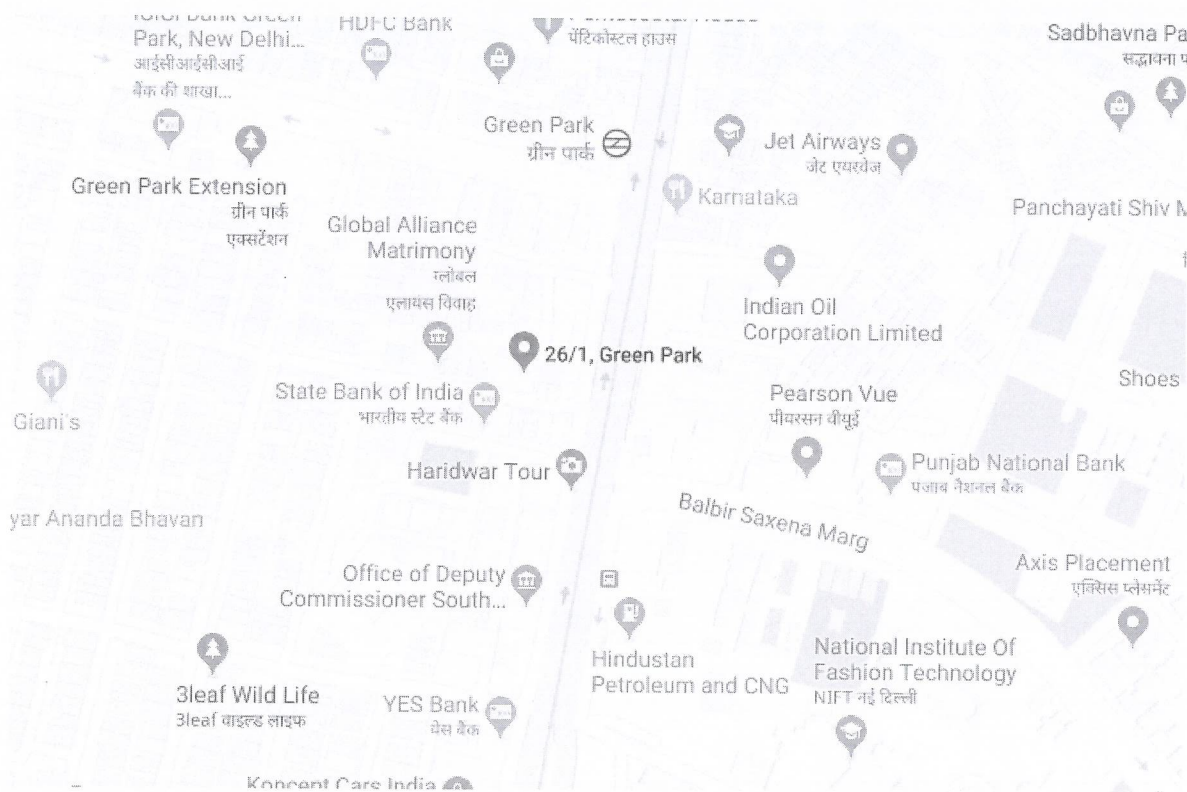 Park, New Delhi...
आईसीआईसीआई
बैंक की शाखा...
HDFC Bank
पेंटिकोस्टल हाउस
Sadbhavna Pa
सद्भावना प
Green Park
ग्रीन पार्क
Jet Airways
जेट एयरवेज
Green Park Extension
ग्रीन पार्क
एक्सटेंशन
Karnataka
Panchayati Shiv M
Global Alliance
Matrimony
ग्लोबल
एलायंस विवाह
Indian Oil
Corporation Limited
26/1, Green Park
Giani's
State Bank of India
भारतीय स्टेट बैंक
Shoes
Pearson Vue
पीयरसन वीयूई
Haridwar Tour
Punjab National Bank
पंजाब नैशनल बैंक
yar Ananda Bhavan
Balbir Saxena Marg
Office of Deputy
Commissioner South...
Axis Placement
एक्सिस प्लेसमेंट
Hindustan
Petroleum and CNG
National Institute Of
Fashion Technology
NIFT नई दिल्ली
3leaf Wild Life
3leaf वाइल्ड लाइफ
YES Bank
येस बैंक
Koncept Cars India